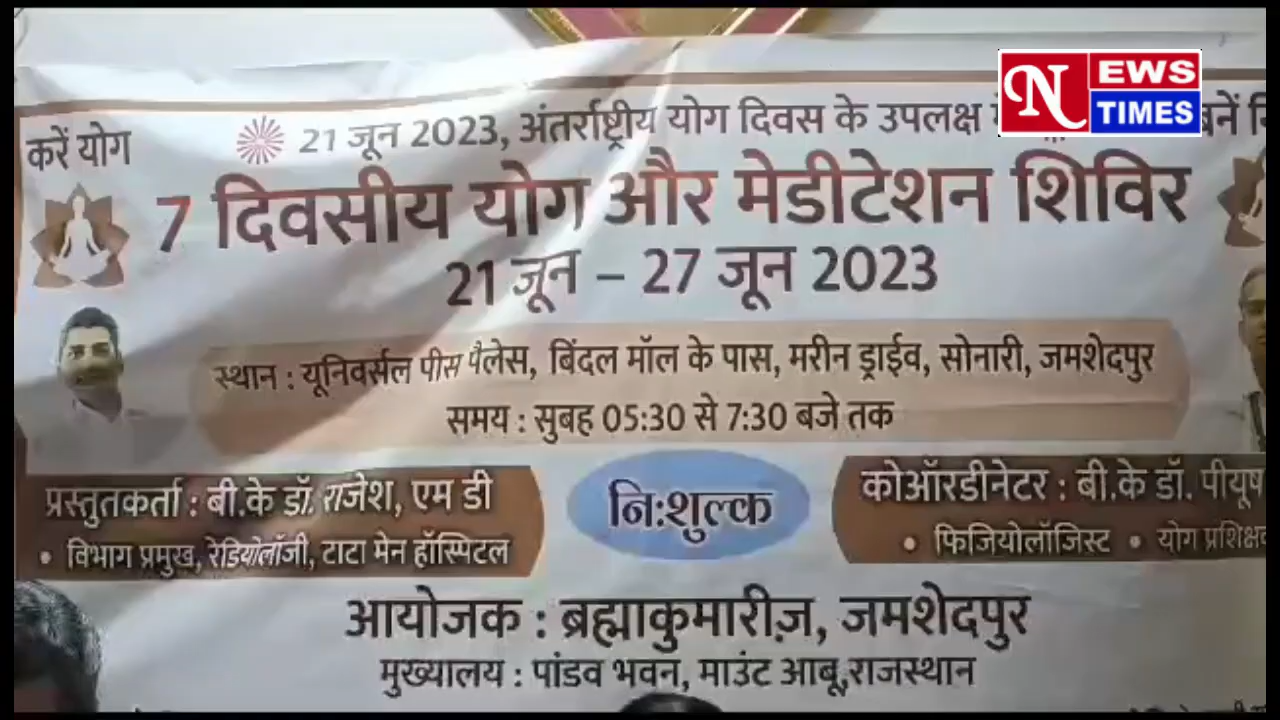 NEWS
TIMES
करें योग
21 जून 2023, अंतर्राष्ट्रीय योग दिवस के उपलक्ष
7 दिवसीय योग और मेडीटेशन शिविर
21 जून – 27 जून 2023
स्थान : यूनिवर्सल पीस पैलेस, बिंदल मॉल के पास, मरीन ड्राईव, सोनारी, जमशेदपुर
समय : सुबह 05:30 से 7:30 बजे तक
प्रस्तुतकर्ता : बी.के डॉ. राजेश, एम डी
• विभाग प्रमुख, रेडियोलॉजी, टाटा मेन हॉस्पिटल
नि:शुल्क
कोऑरडीनेटर : बी.के डॉ. पीयूष
• फिजियोलॉजिस्ट • योग
आयोजक : ब्रह्माकुमारीज़, जमशेदपुर
मुख्यालय : पांडव भवन, माउंट आबू,राजस्थान